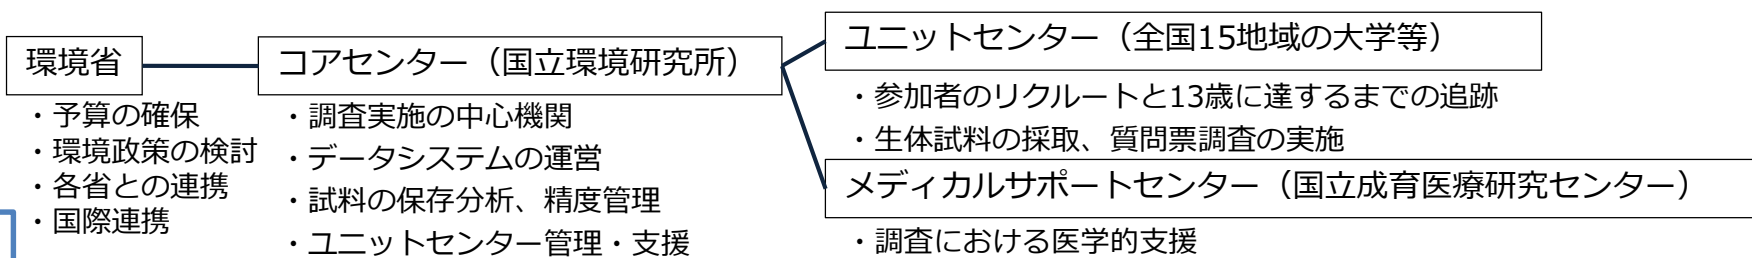 環境省
・予算の確保
・環境政策の検討
・各省との連携
・国際連携
コアセンター（国立環境研究所）
・調査実施の中心機関
・データシステムの運営
・試料の保存分析、精度管理
・ユニットセンター管理・支援
ユニットセンター（全国15地域の大学等）
・参加者のリクルートと13歳に達するまでの追跡
・生体試料の採取、質問票調査の実施
メディカルサポートセンター（国立成育医療研究センター）
・調査における医学的支援